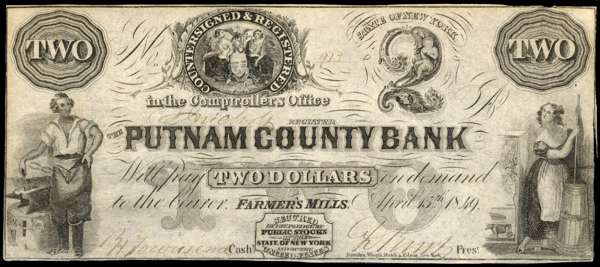 TWO
COUNTERSIGNED & REGISTERED
STATE OF NEW YORK
TWO
No
2
in the Comptroller's Office
REGISTER
THE PUTNAM COUNTY BANK
Will pay TWO DOLLARS on demand
to the bearer. FARMER'S MILLS. April 15th 1849.
SECURED
PUBLIC STOCKS
STATE OF NEW YORK
Cash.
Prest.